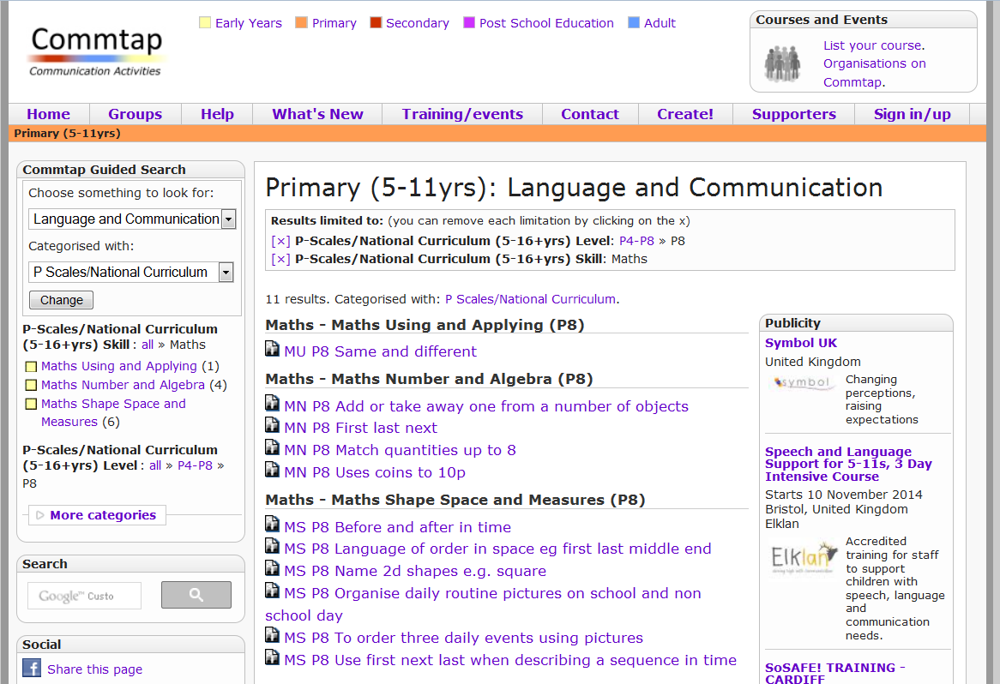 Commtap
Communication Activities
Early Years Primary Secondary Post School Education Adult
Courses and Events
List your course.
Organisations on
Commtap.
Home Groups Help What's New Training/events Contact Create! Supporters Sign in/up
Primary (5-11yrs)
Commtap Guided Search
Choose something to look for:
Language and Communication
Categorised with:
P Scales/National Curriculum
Change
P-Scales/National Curriculum
(5-16+yrs) Skill : all » Maths
Maths Using and Applying (1)
Maths Number and Algebra (4)
Maths Shape Space and
Measures (6)
P-Scales/National Curriculum
(5-16+yrs) Level : all » P4-P8 »
P8
More categories
Search
Google™ Custo
Social
Share this page
Primary (5-11yrs): Language and Communication
Results limited to: (you can remove each limitation by clicking on the x)
[×] P-Scales/National Curriculum (5-16+yrs) Level: P4-P8 » P8
[×] P-Scales/National Curriculum (5-16+yrs) Skill: Maths
11 results. Categorised with: P Scales/National Curriculum.
Maths - Maths Using and Applying (P8)
MU P8 Same and different
Maths - Maths Number and Algebra (P8)
MN P8 Add or take away one from a number of objects
MN P8 First last next
MN P8 Match quantities up to 8
MN P8 Uses coins to 10p
Maths - Maths Shape Space and Measures (P8)
MS P8 Before and after in time
MS P8 Language of order in space eg first last middle end
MS P8 Name 2d shapes e.g. square
MS P8 Organise daily routine pictures on school and non
school day
MS P8 To order three daily events using pictures
MS P8 Use first next last when describing a sequence in time
Publicity
Symbol UK
United Kingdom
symbol
Changing
perceptions,
raising
expectations
Speech and Language
Support for 5-11s, 3 Day
Intensive Course
Starts 10 November 2014
Bristol, United Kingdom
Elklan
Elklan
Accredited
training for staff
to support
children with
speech, language
and
communication
needs.
SoSAFE! TRAINING -
CARDIFF